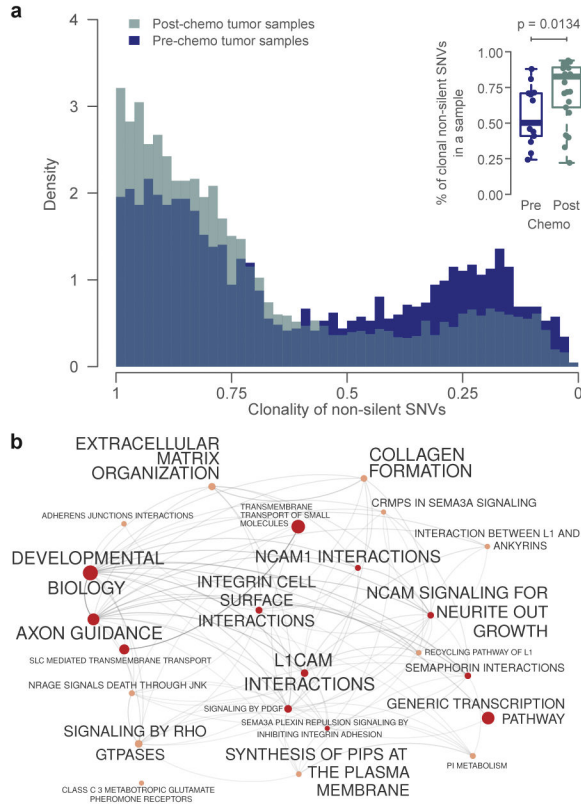 a
Post-chemo tumor samples
Pre-chemo tumor samples
p = 0.0134
4
3
2
1
0
Density
1
0.75
0.5
0.25
0
Clonality of non-silent SNVs
% of clonal non-silent SNVs
in a sample
1.00
0.75
0.50
0.25
0.00
Pre Post
Chemo
b
EXTRACELLULAR
MATRIX
ORGANIZATION
COLLAGEN
FORMATION
TRANSMEMBRANE
TRANSPORT OF SMALL
MOLECULES
CRMPS IN SEMA3A SIGNALING
ADHERENS JUNCTIONS INTERACTIONS
INTERACTION BETWEEN L1 AND
ANKYRINS
DEVELOPMENTAL
BIOLOGY
NCAM1 INTERACTIONS
INTEGRIN CELL
SURFACE
INTERACTIONS
NCAM SIGNALING FOR
NEURITE OUT
GROWTH
AXON GUIDANCE
SLC MEDIATED TRANSMEMBRANE TRANSPORT
RECYCLING PATHWAY OF L1
L1CAM
INTERACTIONS
SEMAPHORIN INTERACTIONS
NRAGE SIGNALS DEATH THROUGH JNK
SIGNALING BY PDGF
GENERIC TRANSCRIPTION
PATHWAY
SIGNALING BY RHO
GTPASES
SEMA3A PLEXIN REPULSION SIGNALING BY
INHIBITING INTEGRIN ADHESION
SYNTHESIS OF PIPS AT
THE PLASMA
MEMBRANE
PI METABOLISM
CLASS C 3 METABOTROPIC GLUTAMATE
PHEROMONE RECEPTORS